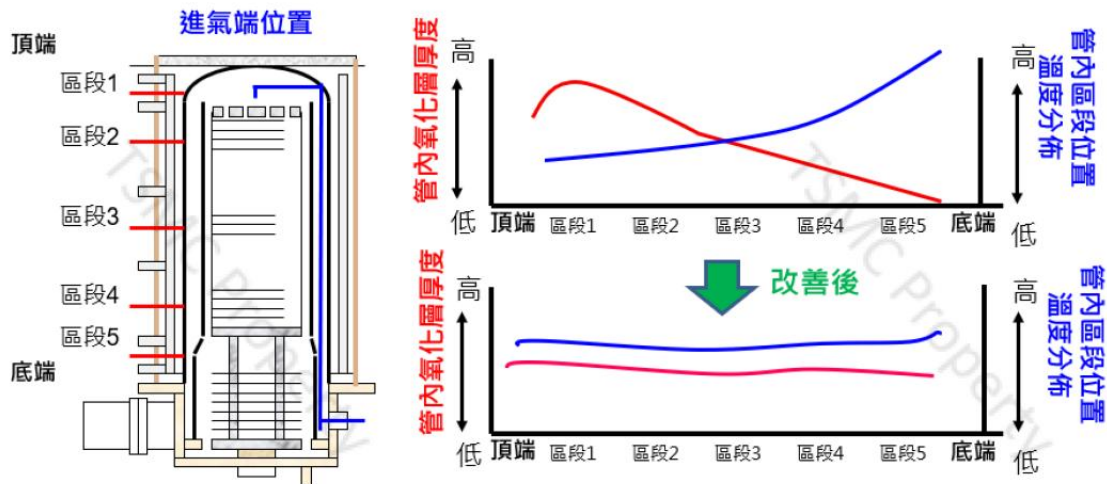 進氣端位置
頂端
區段1
區段2
區段3
區段4
區段5
底端
TSMC Property
管內氧化層厚度
高
低
頂端 區段1 區段2 區段3 區段4 區段5 底端
高
低
管內區段位置
溫度分佈
TSMC Property
改善後
管內氧化層厚度
高
低
頂端 區段1 區段2 區段3 區段4 區段5 底端
高
低
管內區段位置
溫度分佈